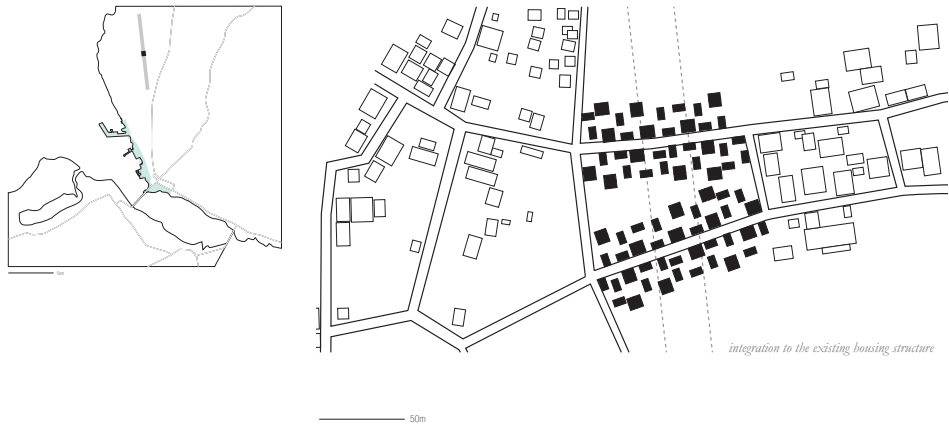 integration to the existing housing structure
50m